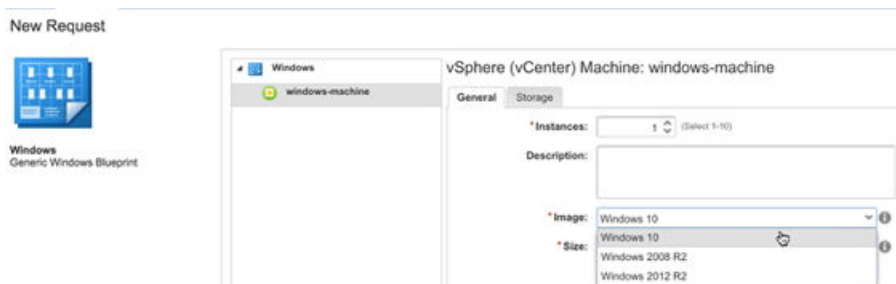 New Request
Windows
Generic Windows Blueprint
Windows
windows-machine
vSphere (vCenter) Machine: windows-machine
General Storage
*Instances: 1 (Select 1-10)
Description:
*Image: Windows 10
*Size:
Windows 10
Windows 2008 R2
Windows 2012 R2